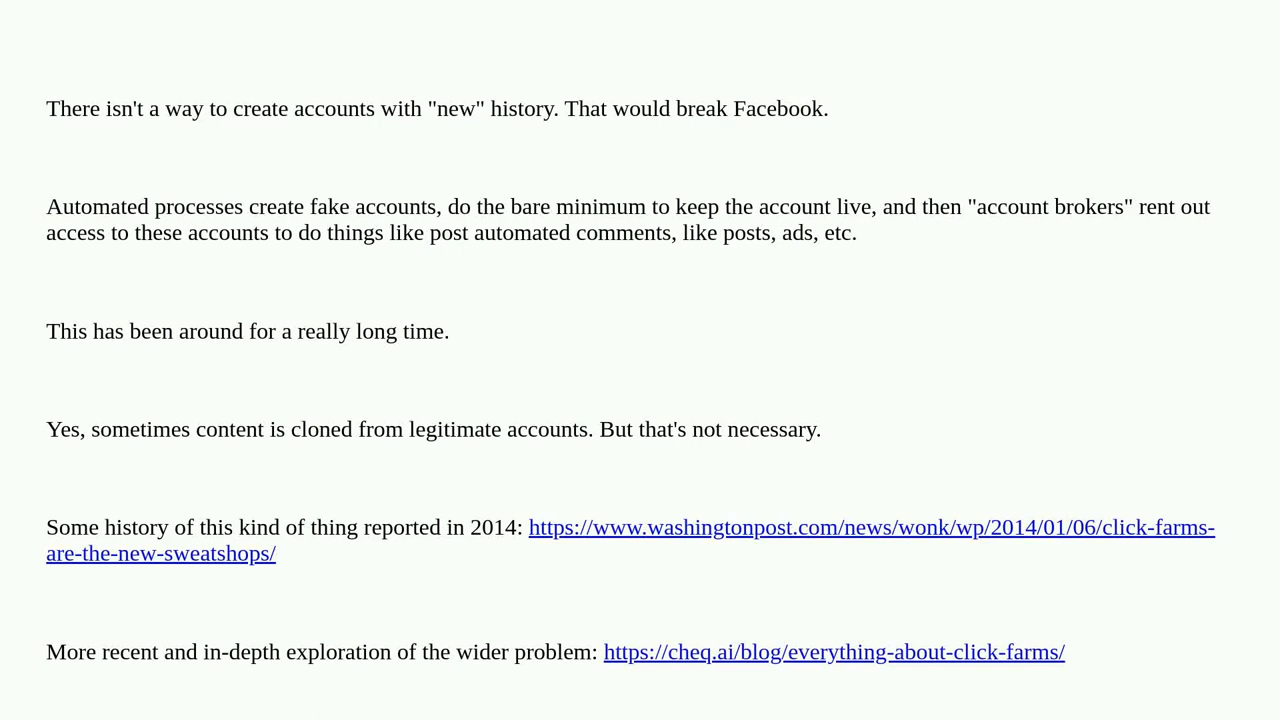 There isn't a way to create accounts with "new" history. That would break Facebook.
Automated processes create fake accounts, do the bare minimum to keep the account live, and then "account brokers" rent out
access to these accounts to do things like post automated comments, like posts, ads, etc.
This has been around for a really long time.
Yes, sometimes content is cloned from legitimate accounts. But that's not necessary.
Some history of this kind of thing reported in 2014: https://www.washingtonpost.com/news/wonk/wp/2014/01/06/click-farms-
are-the-new-sweatshops/
More recent and in-depth exploration of the wider problem: https://cheq.ai/blog/everything-about-click-farms/